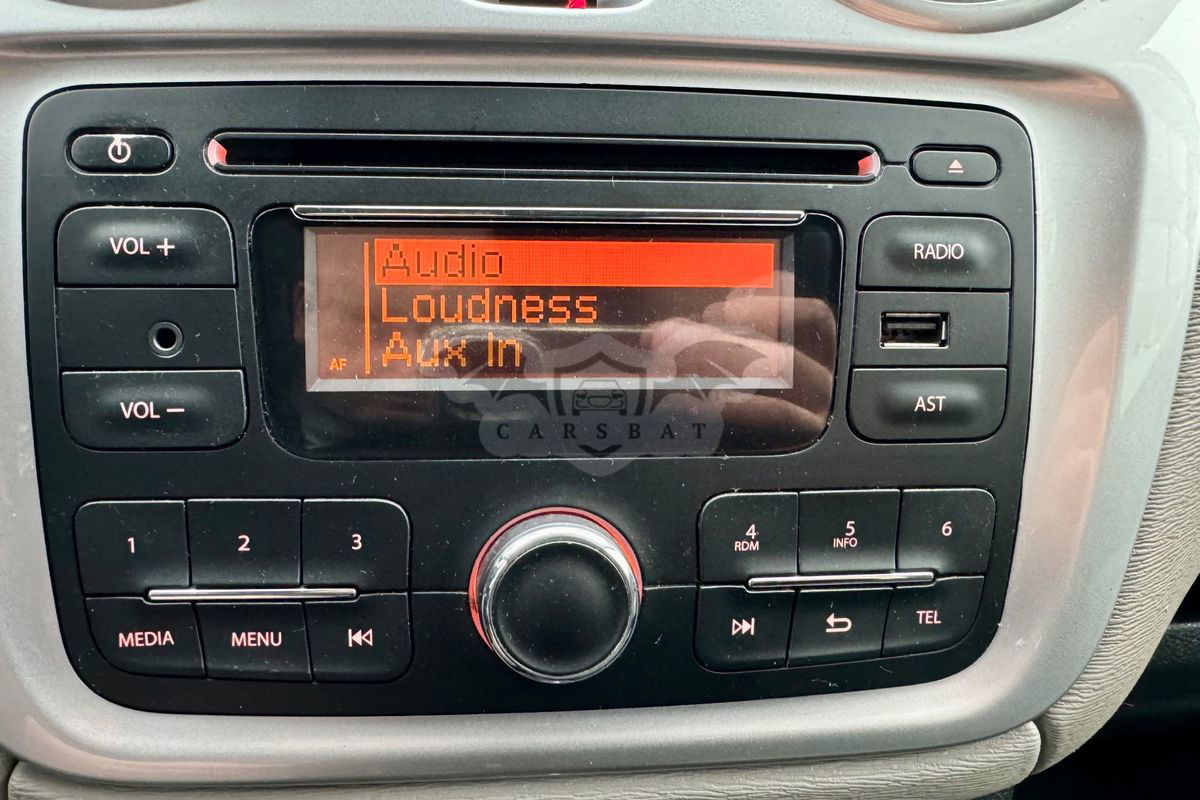 VOL +
RADIO
Audio
Loudness
Aux In
AF
VOL −
AST
CARSBAT
1
2
3
4
RDM
5
INFO
6
MEDIA
MENU
TEL